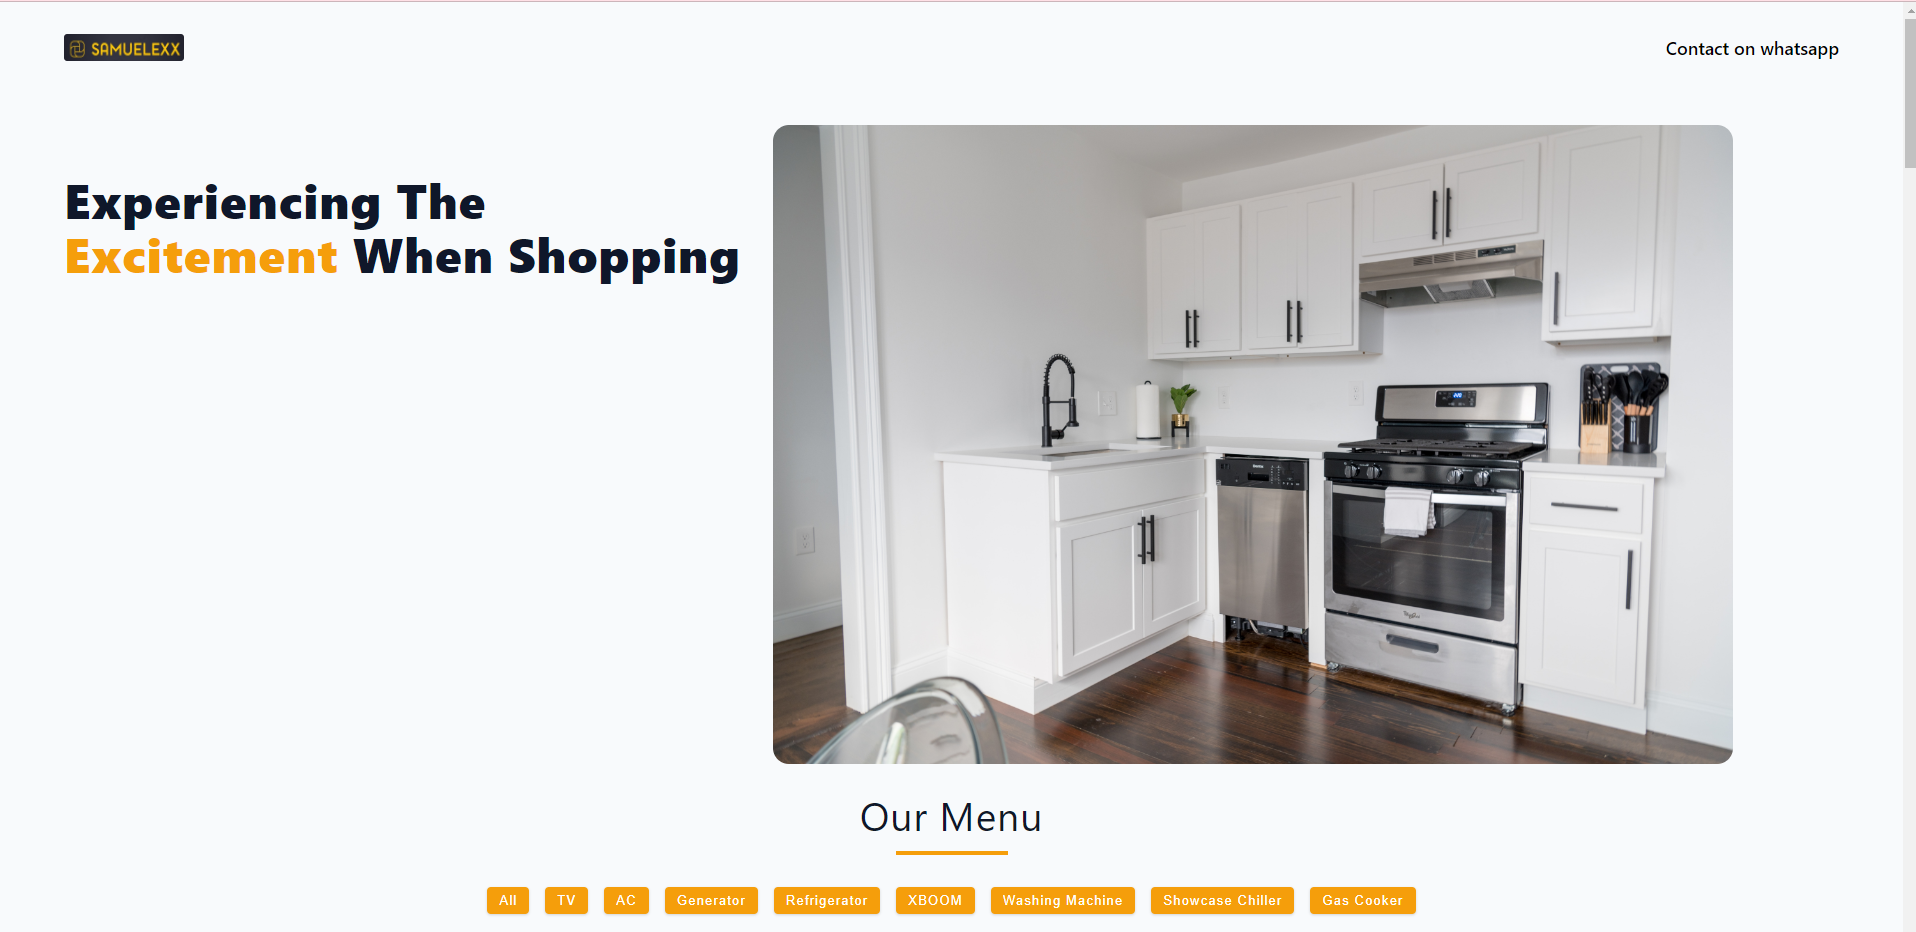 SAMUELEXX
Contact on whatsapp
Experiencing The
Excitement When Shopping
Our Menu
All
TV
AC
Generator
Refrigerator
XBOOM
Washing Machine
Showcase Chiller
Gas Cooker